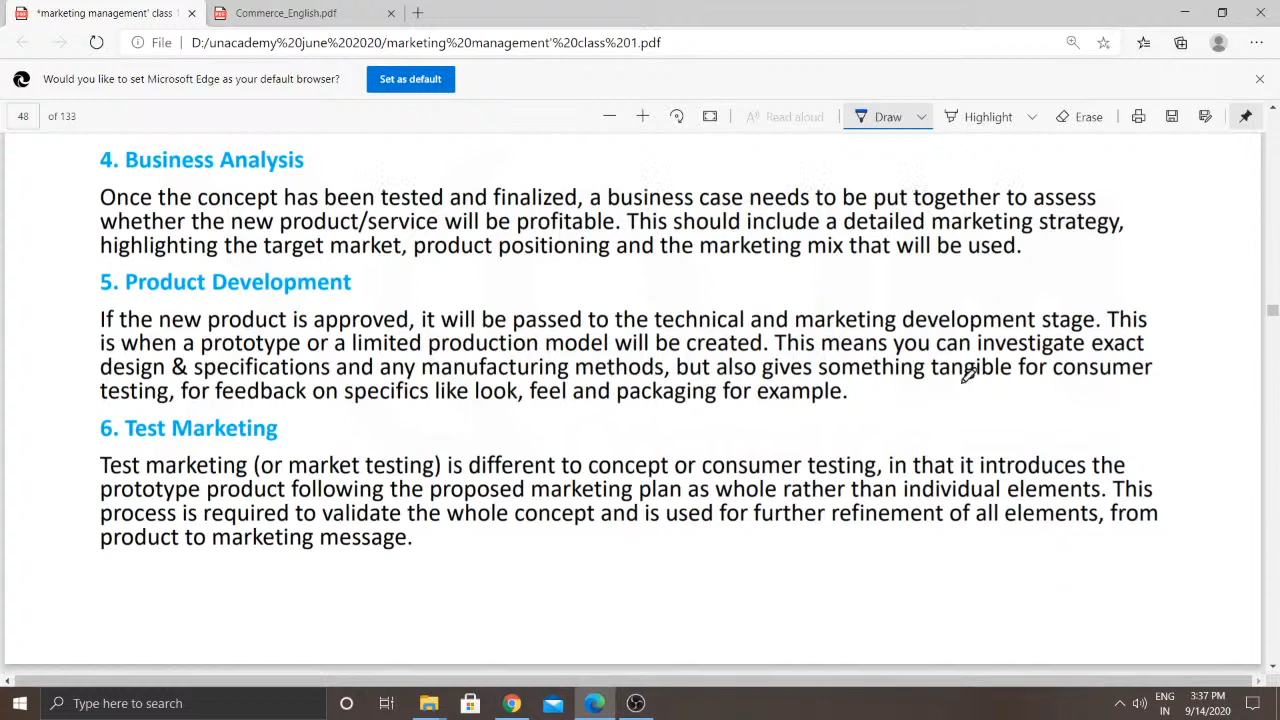 *marketing management' class 1
Commerce_English.pdf
File D:/unacademy%20june%202020/marketing%20management'%20class%201.pdf
Would you like to set Microsoft Edge as your default browser? Set as default
48 of 133 Read aloud Draw Highlight Erase
4. Business Analysis
Once the concept has been tested and finalized, a business case needs to be put together to assess
whether the new product/service will be profitable. This should include a detailed marketing strategy,
highlighting the target market, product positioning and the marketing mix that will be used.
5. Product Development
If the new product is approved, it will be passed to the technical and marketing development stage. This
is when a prototype or a limited production model will be created. This means you can investigate exact
design & specifications and any manufacturing methods, but also gives something tangible for consumer
testing, for feedback on specifics like look, feel and packaging for example.
6. Test Marketing
Test marketing (or market testing) is different to concept or consumer testing, in that it introduces the
prototype product following the proposed marketing plan as whole rather than individual elements. This
process is required to validate the whole concept and is used for further refinement of all elements, from
product to marketing message.
Type here to search
ENG 3:37 PM
IN 9/14/2020